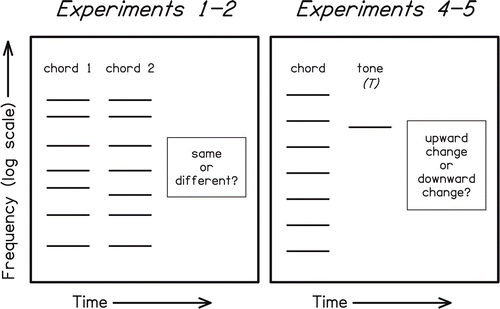 Experiments 1–2
Experiments 4–5
Frequency (log scale)
chord 1
chord 2
same
or
different?
chord
tone
(T)
upward
change
or
downward
change?
Time
Time